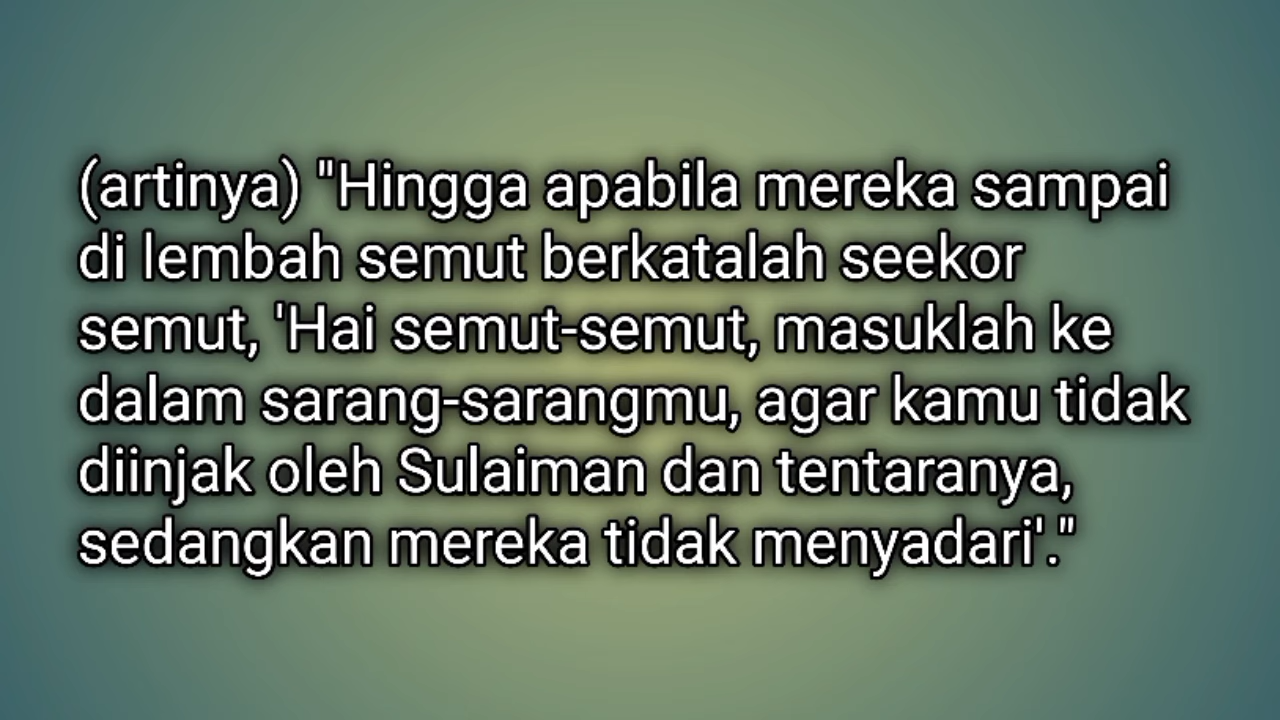 (artinya) "Hingga apabila mereka sampai
di lembah semut berkatalah seekor
semut, 'Hai semut-semut, masuklah ke
dalam sarang-sarangmu, agar kamu tidak
diinjak oleh Sulaiman dan tentaranya,
sedangkan mereka tidak menyadari'."